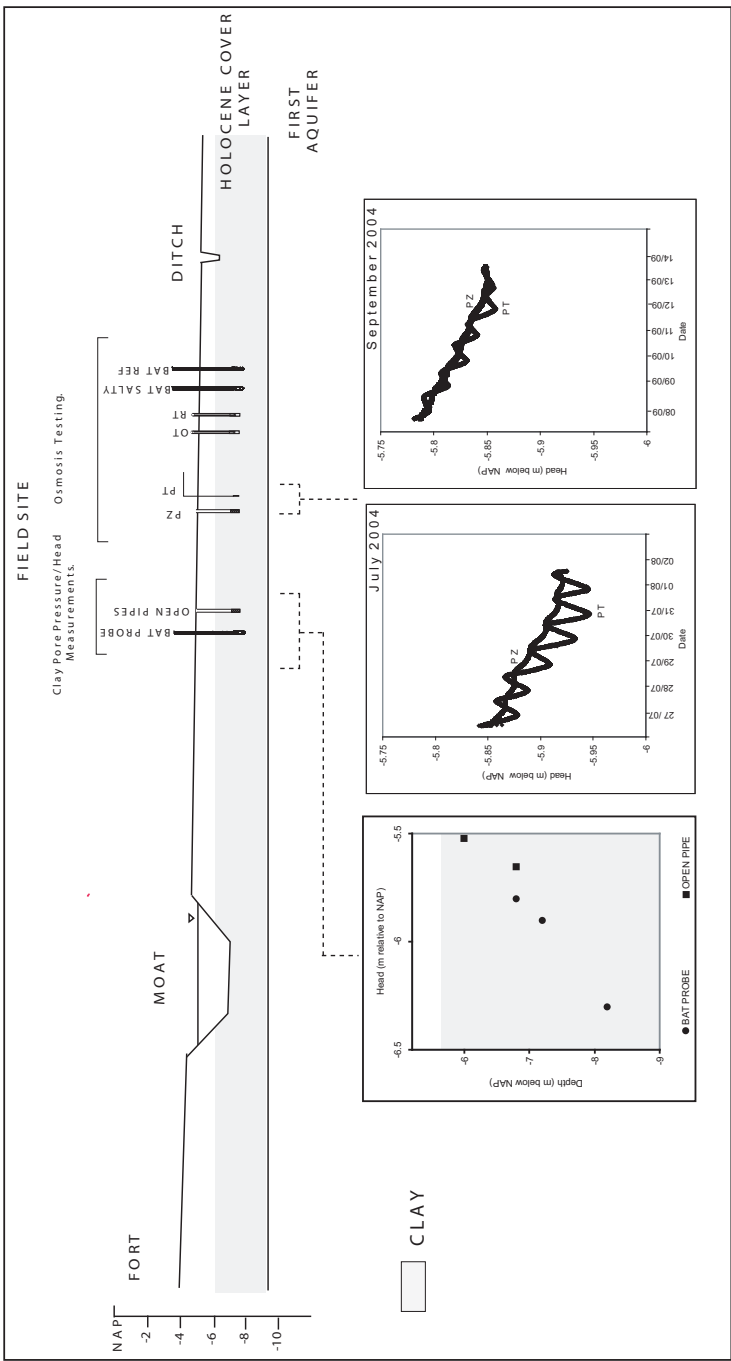 FIELD SITE
Clay Pore Pressure/Head
Measurements.
Osmosis Testing.
BAT PROBE
OPEN PIPES
PZ
PT
OT
RT
BAT SALTY
BAT REF
DITCH
HOLOCENE COVER
LAYER
FIRST
AQUIFER
FORT
MOAT
NAP
-2
-4
-6
-8
-10
CLAY
Head (m relative to NAP)
-6.5
-6
-5.5
Depth (m below NAP)
-6
-7
-8
-9
BAT PROBE
OPEN PIPE
July 2004
Head (m below NAP)
-5.75
-5.8
-5.85
-5.9
-5.95
-6
PZ
PT
27/07
28/07
29/07
30/07
31/07
01/08
02/08
Date
September 2004
Head (m below NAP)
-5.75
-5.8
-5.85
-5.9
-5.95
-6
PZ
PT
08/09
09/09
10/09
11/09
12/09
13/09
14/09
Date